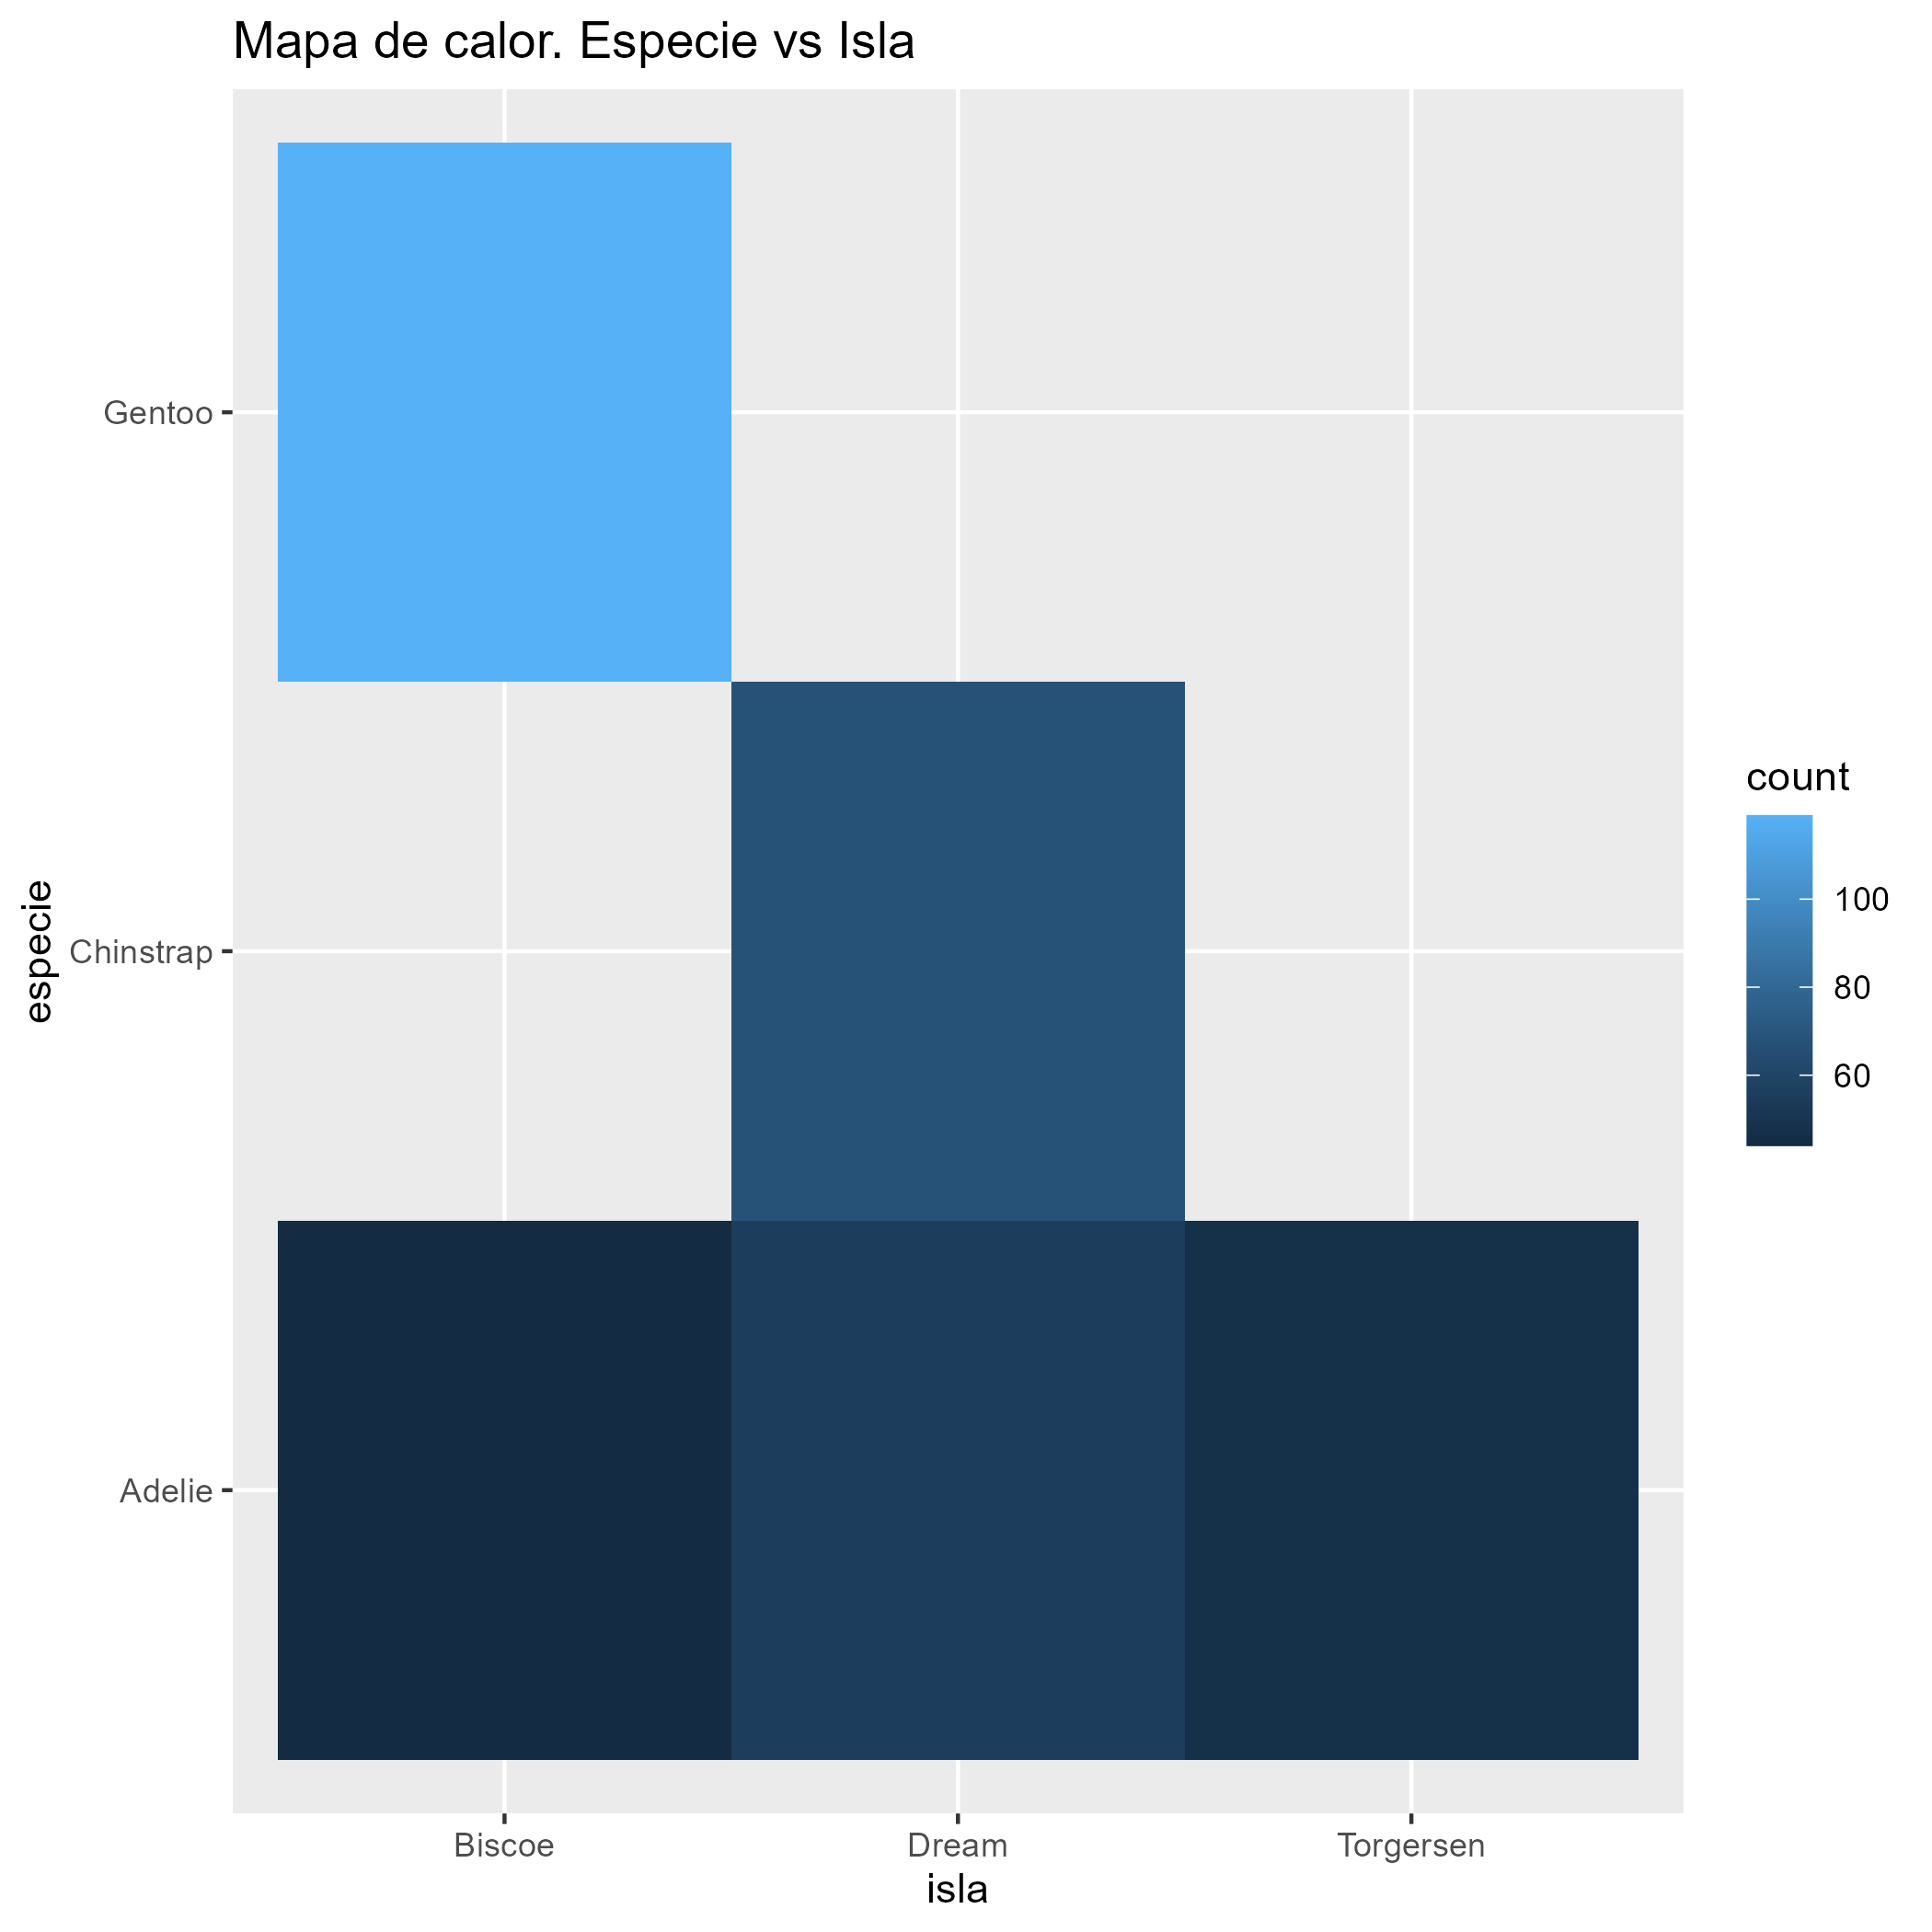 Mapa de calor. Especie vs Isla
especie
Gentoo
Chinstrap
Adelie
Biscoe
Dream
Torgersen
isla
count
100
80
60